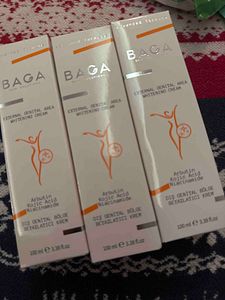 BAGA
EXTERNAL GENITAL AREA
WHITENING CREAM
Arbutin
Kojic Acid
Niacinamide
DIŞ GENİTAL BÖLGE
BEYAZLATICI KREM
100 ml e 3.38 fl.oz
BAGA
EXTERNAL GENITAL AREA
WHITENING CREAM
Arbutin
Kojic Acid
Niacinamide
DIŞ GENİTAL BÖLGE
BEYAZLATICI KREM
100 ml e 3.38 fl.oz
BAGA
EXTERNAL GENITAL AREA
WHITENING CREAM
Arbutin
Kojic Acid
Niacinamide
DIŞ GENİTAL BÖLGE
BEYAZLATICI KREM
100 ml e 3.38 fl.oz